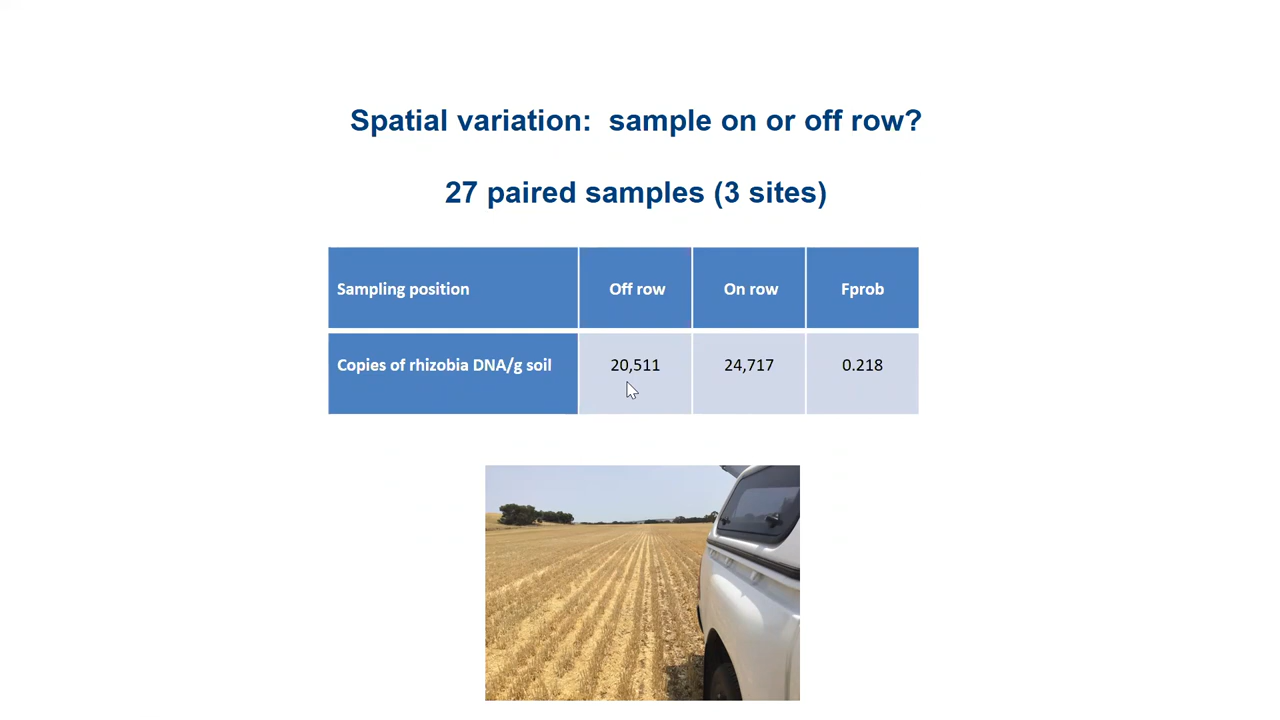 Spatial variation:  sample on or off row?
27 paired samples (3 sites)
Sampling position Off row On row Fprob
Copies of rhizobia DNA/g soil 20,511 24,717 0.218